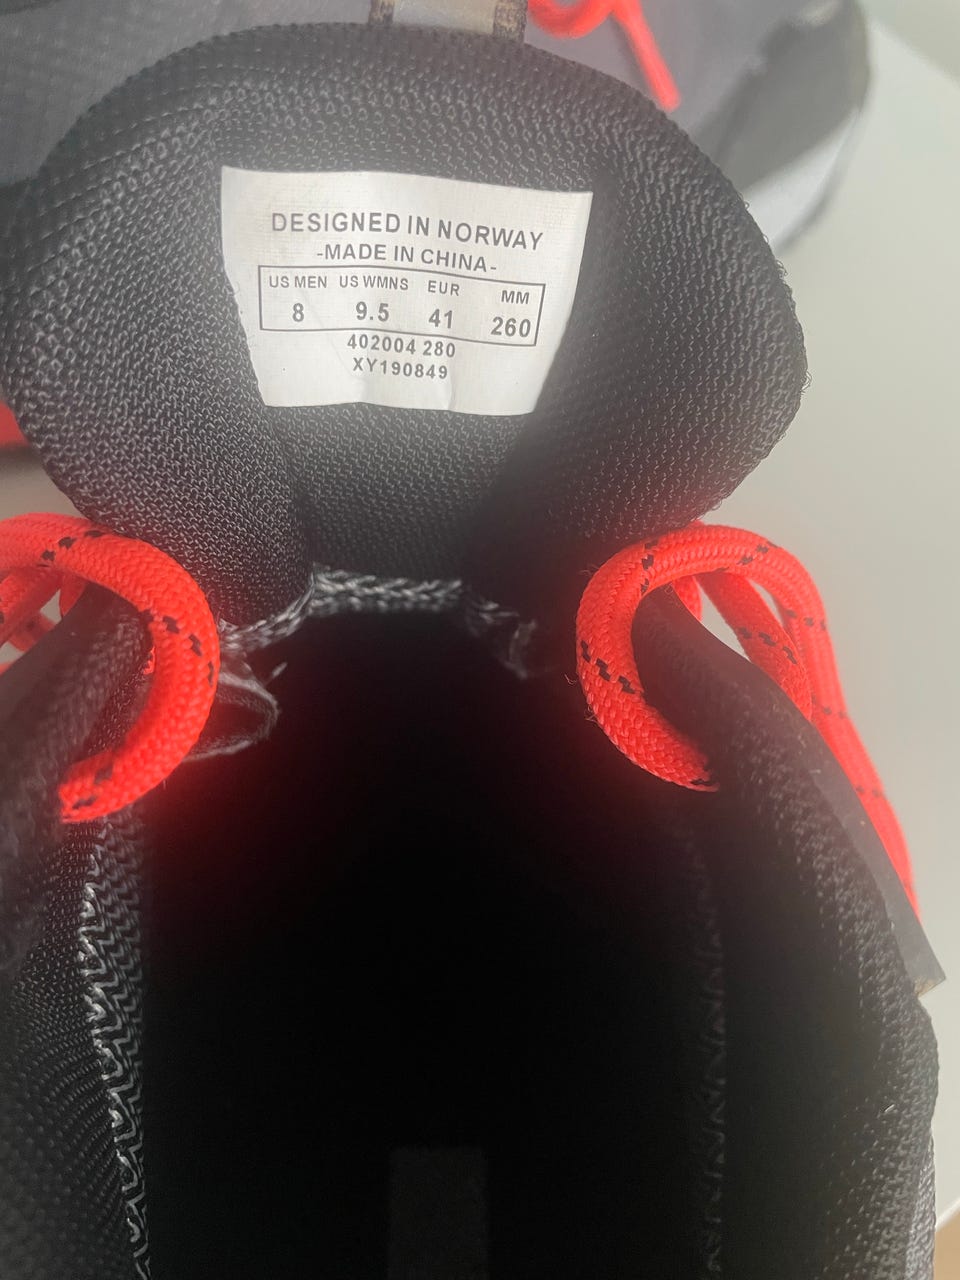 DESIGNED IN NORWAY
-MADE IN CHINA-
US MEN US WMNS EUR MM
8 9.5 41 260
402004 280
XY190849